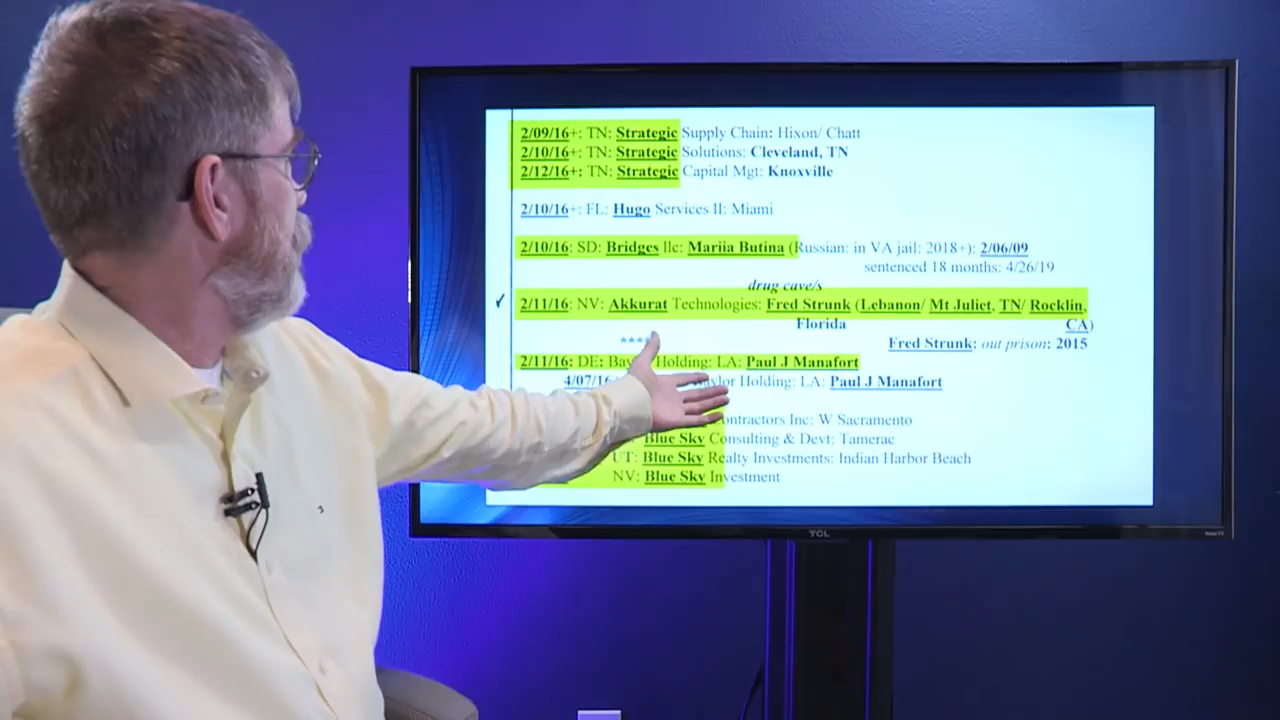 2/09/16+: TN: Strategic Supply Chain: Hixon/ Chatt
2/10/16+: TN: Strategic Solutions: Cleveland, TN
2/12/16+: TN: Strategic Capital Mgt: Knoxville
2/10/16+: FL: Hugo Services II: Miami
2/10/16: SD: Bridges llc: Mariia Butina (Russian: in VA jail: 2018+): 2/06/09
sentenced 18 months: 4/26/19
drug cave/s
✓ 2/11/16: NV: Akkurat Technologies: Fred Strunk (Lebanon/ Mt Juliet, TN/ Rocklin,
Florida CA)
**** Fred Strunk: out prison: 2015
2/11/16: DE: Holding: LA: Paul J Manafort
4/07/16 Holding: LA: Paul J Manafort
Contractors Inc: W Sacramento
Blue Sky Consulting & Devt: Tamerac
UT: Blue Sky Realty Investments: Indian Harbor Beach
NV: Blue Sky Investment
TCL